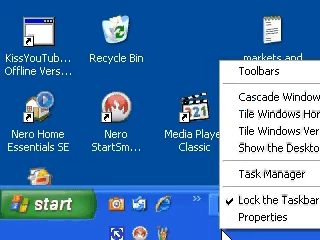 KissYouTub...
Offline Vers...
Recycle Bin
markets and
Nero Home
Essentials SE
Nero
StartSm...
Media Playe
Classic
321
Toolbars
Cascade Window
Tile Windows Hor
Tile Windows Ver
Show the Deskto
Task Manager
Lock the Taskbar
Properties
start